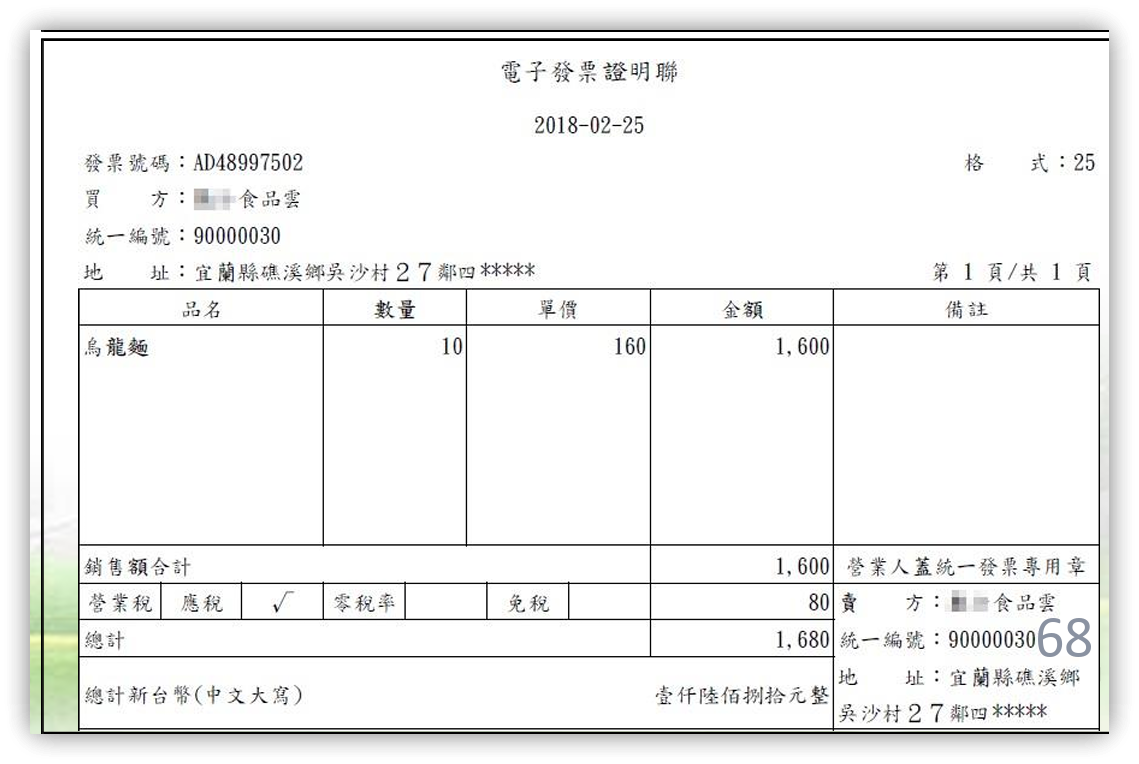 電子發票證明聯
2018-02-25
發票號碼：AD48997502 格 式：25
買 方： 食品雲
統一編號：90000030
地 址：宜蘭縣礁溪鄉吳沙村２７鄰四***** 第 1 頁/共 1 頁
品名 數量 單價 金額 備註
烏龍麵 10 160 1,600
銷售額合計 1,600 營業人蓋統一發票專用章
營業稅 應稅 √ 零稅率 免稅 80 賣 方： 食品雲
總計 1,680 統一編號：90000030
68
總計新台幣(中文大寫) 壹仟陸佰捌拾元整
地 址：宜蘭縣礁溪鄉
吳沙村２７鄰四*****